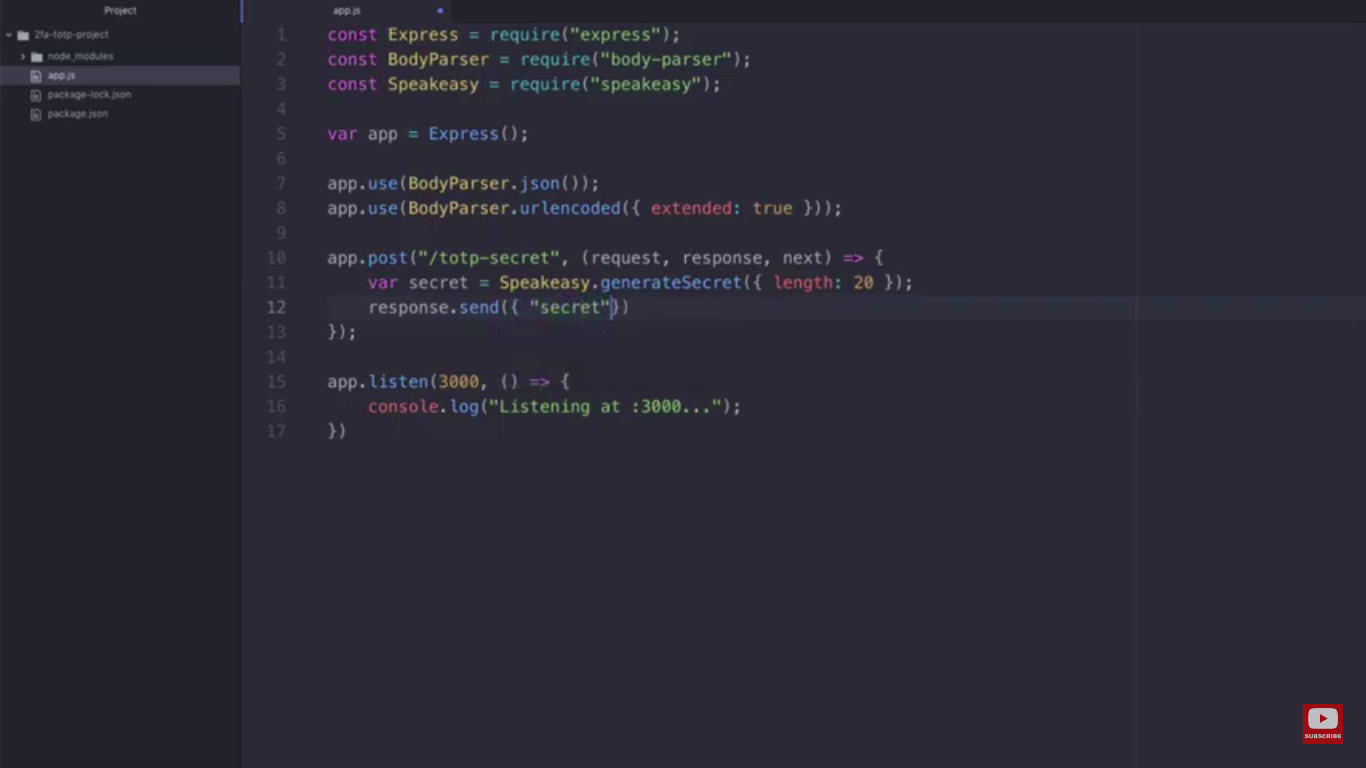 Project
2fa-totp-project
node_modules
app.js
package-lock.json
package.json
app.js
1 const Express = require("express");
2 const BodyParser = require("body-parser");
3 const Speakeasy = require("speakeasy");
4
5 var app = Express();
6
7 app.use(BodyParser.json());
8 app.use(BodyParser.urlencoded({ extended: true }));
9
10 app.post("/totp-secret", (request, response, next) => {
11     var secret = Speakeasy.generateSecret({ length: 20 });
12     response.send({ "secret"})
13 });
14
15 app.listen(3000, () => {
16     console.log("Listening at :3000...");
17 })
SUBSCRIBE